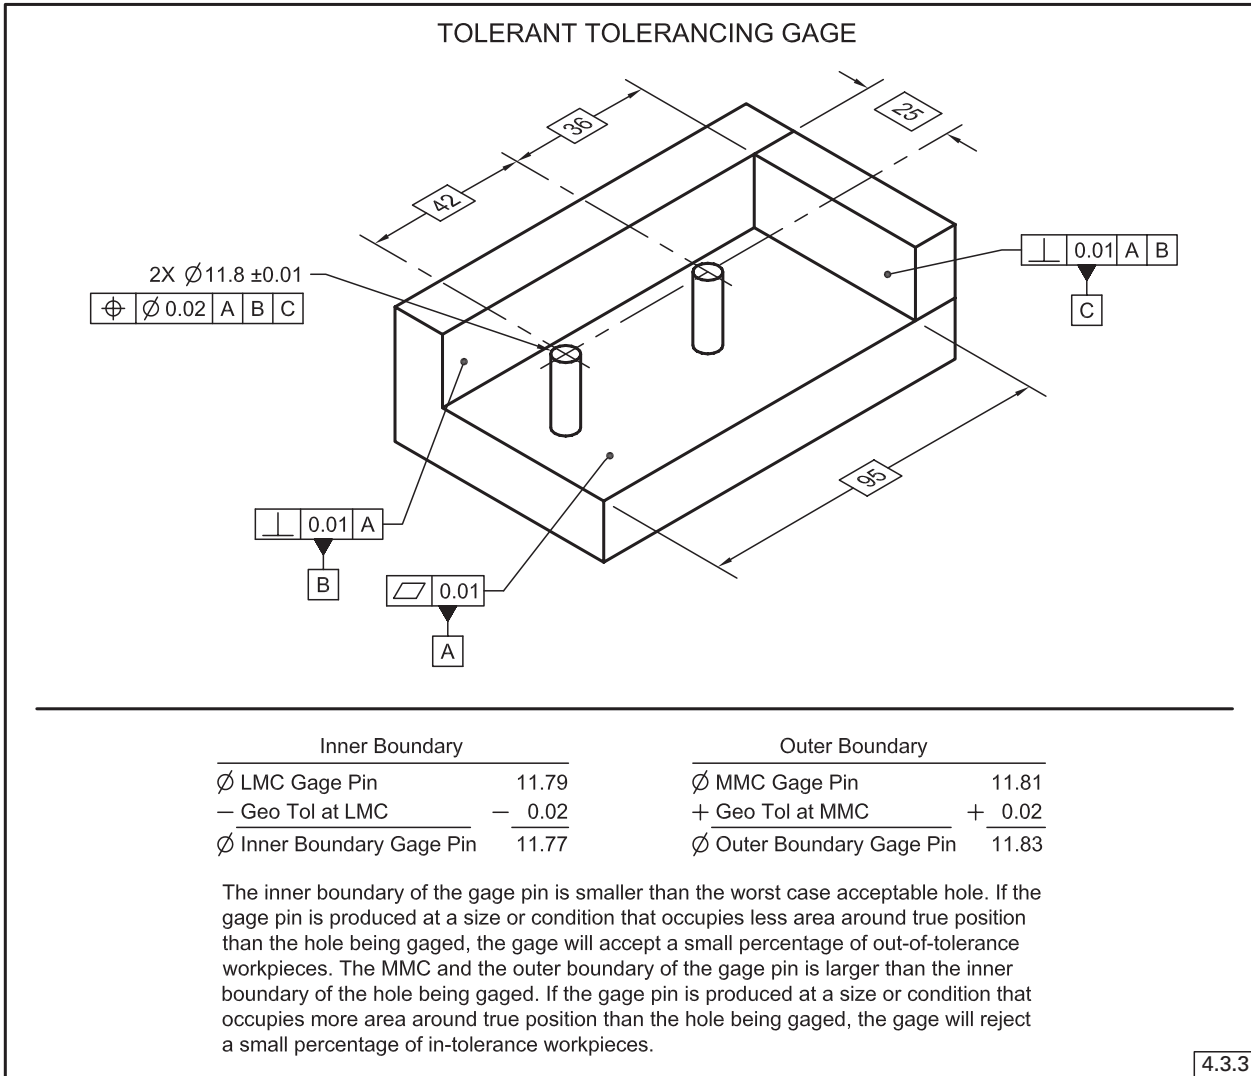 TOLERANT TOLERANCING GAGE
36
25
42
2X ∅11.8 ±0.01
⌖ ∅ 0.02 A B C
⟂ 0.01 A B
C
95
⟂ 0.01 A
B
⏥ 0.01
A
Inner Boundary
∅ LMC Gage Pin 11.79
− Geo Tol at LMC − 0.02
∅ Inner Boundary Gage Pin 11.77
Outer Boundary
∅ MMC Gage Pin 11.81
+ Geo Tol at MMC + 0.02
∅ Outer Boundary Gage Pin 11.83
The inner boundary of the gage pin is smaller than the worst case acceptable hole. If the
gage pin is produced at a size or condition that occupies less area around true position
than the hole being gaged, the gage will accept a small percentage of out-of-tolerance
workpieces. The MMC and the outer boundary of the gage pin is larger than the inner
boundary of the hole being gaged. If the gage pin is produced at a size or condition that
occupies more area around true position than the hole being gaged, the gage will reject
a small percentage of in-tolerance workpieces.
4.3.3